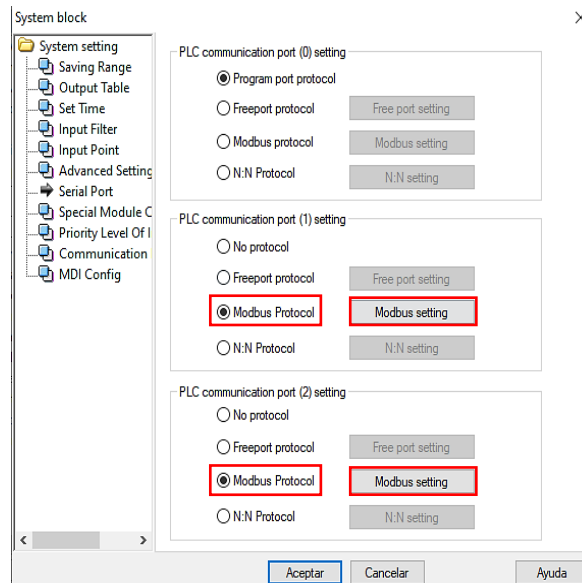 System block
System setting
Saving Range
Output Table
Set Time
Input Filter
Input Point
Advanced Setting
Serial Port
Special Module C
Priority Level Of I
Communication
MDI Config
PLC communication port (0) setting
Program port protocol
Freeport protocol Free port setting
Modbus protocol Modbus setting
N:N Protocol N:N setting
PLC communication port (1) setting
No protocol
Freeport protocol Free port setting
Modbus Protocol Modbus setting
N:N Protocol N:N setting
PLC communication port (2) setting
No protocol
Freeport protocol Free port setting
Modbus Protocol Modbus setting
N:N Protocol N:N setting
Aceptar Cancelar Ayuda